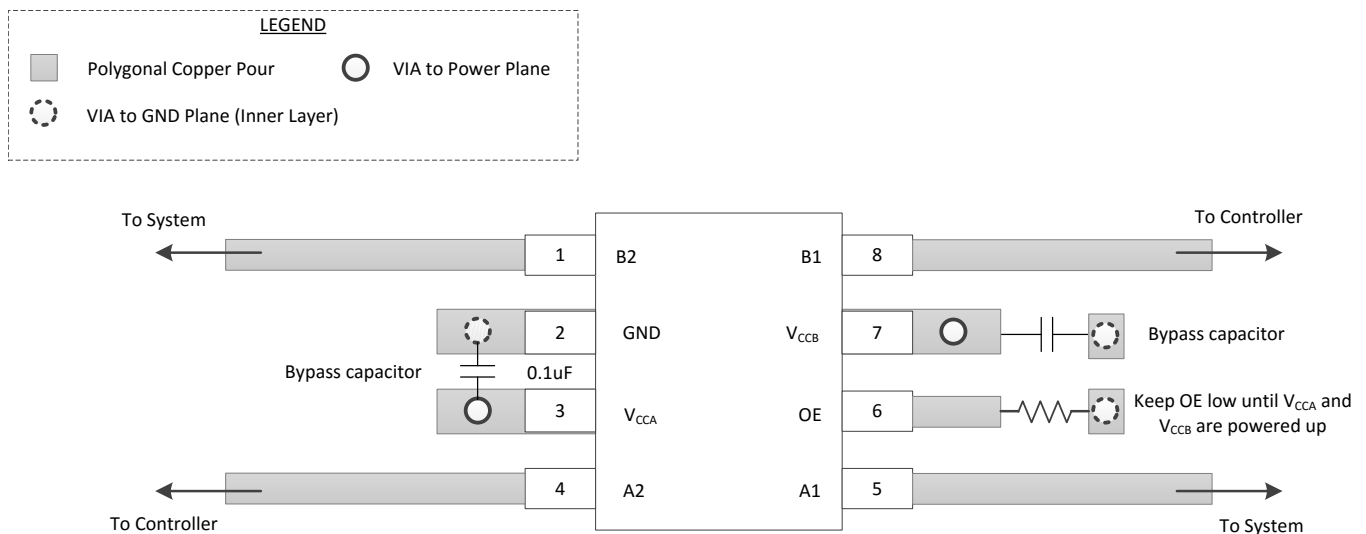 LEGEND
Polygonal Copper Pour
VIA to Power Plane
VIA to GND Plane (Inner Layer)
To System
To Controller
1
B2
B1
8
2
GND
VCCB
7
Bypass capacitor
Bypass capacitor
0.1uF
3
VCCA
OE
6
Keep OE low until VCCA and
VCCB are powered up
4
A2
A1
5
To Controller
To System